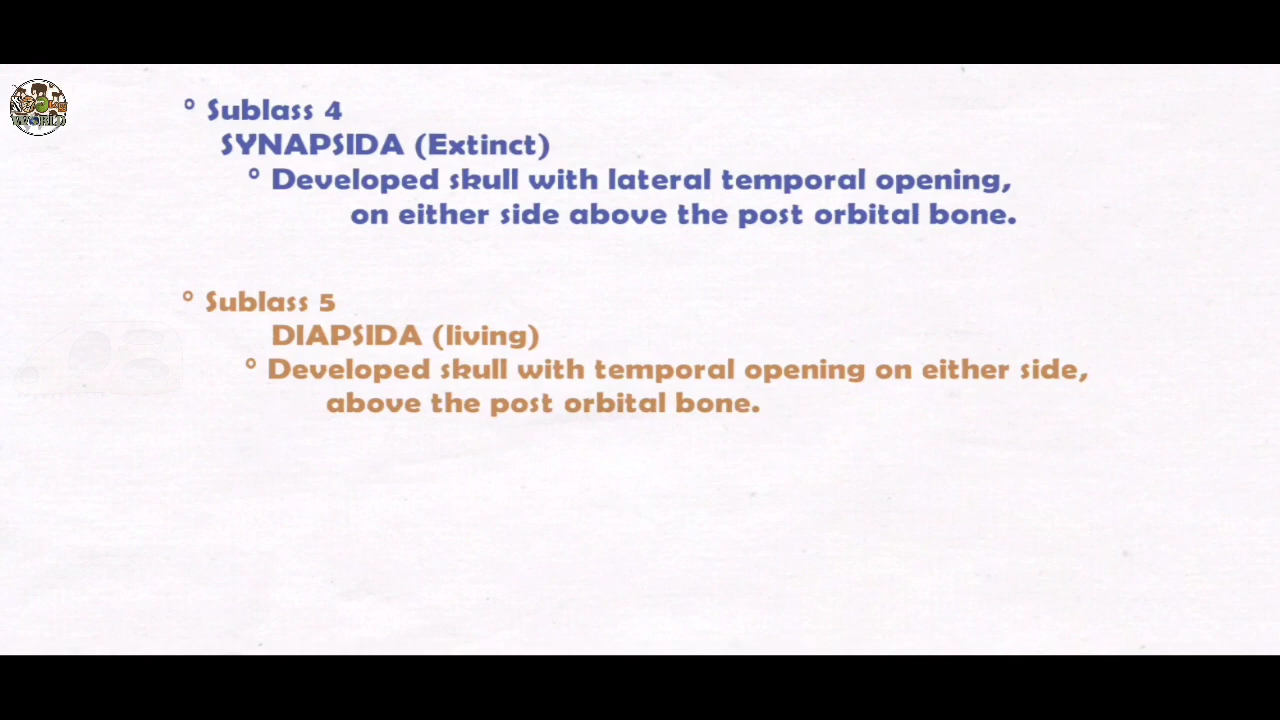 WORLD
° Sublass 4
SYNAPSIDA (Extinct)
° Developed skull with lateral temporal opening,
on either side above the post orbital bone.
° Sublass 5
DIAPSIDA (living)
° Developed skull with temporal opening on either side,
above the post orbital bone.